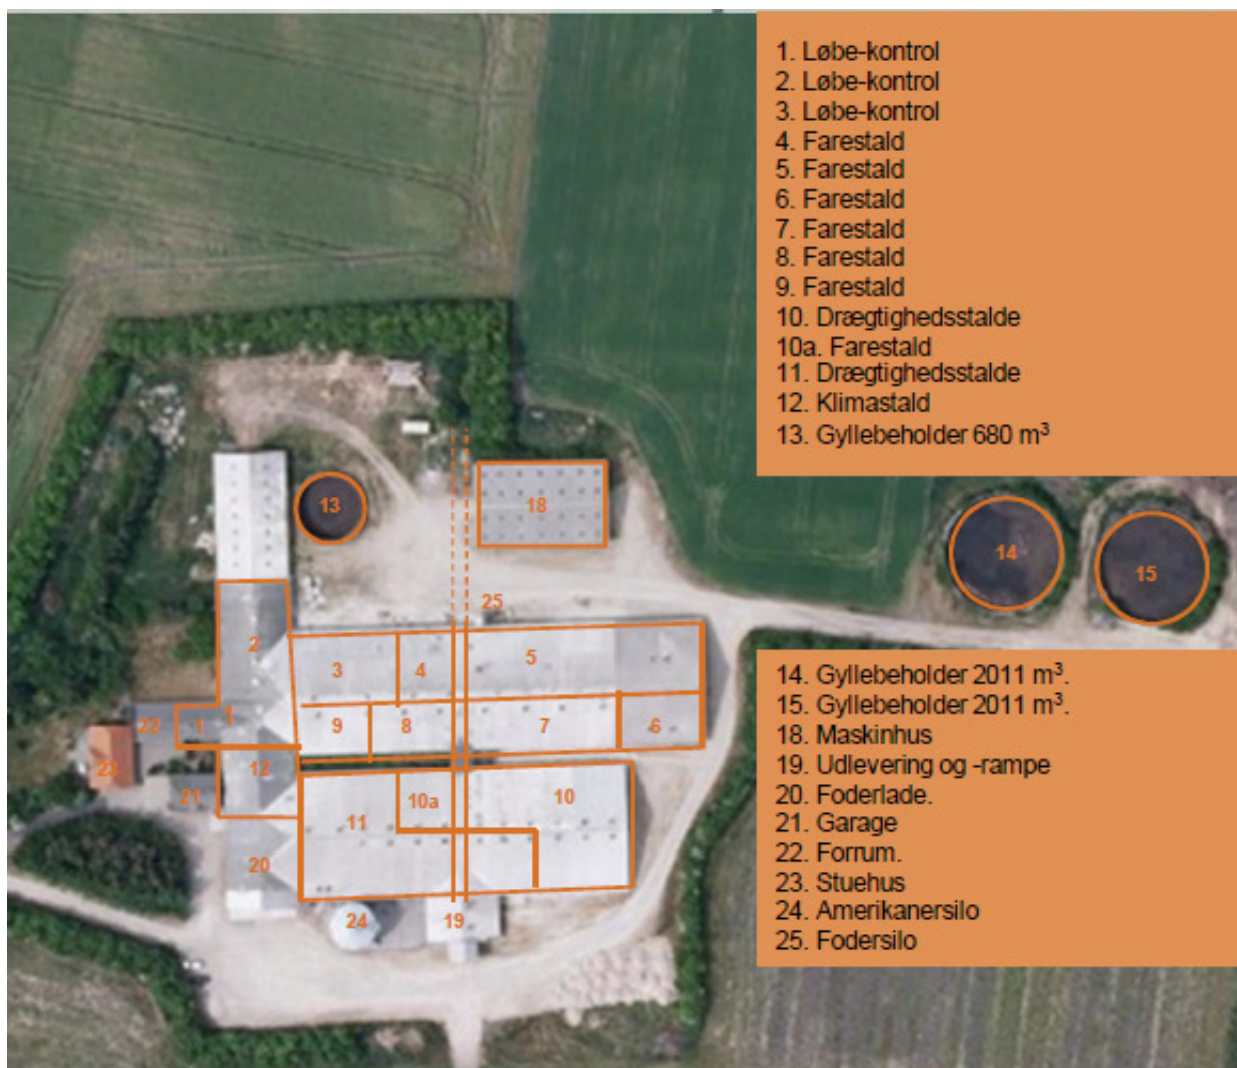 1. Løbe-kontrol
2. Løbe-kontrol
3. Løbe-kontrol
4. Farestald
5. Farestald
6. Farestald
7. Farestald
8. Farestald
9. Farestald
10. Drægtighedsstalde
10a. Farestald
11. Drægtighedsstalde
12. Klimastald
13. Gyllebeholder 680 m³
13
18
14
15
25
2
3
4
5
22
1
1
9
8
7
6
23
12
21
10a
10
11
20
24
19
14. Gyllebeholder 2011 m³.
15. Gyllebeholder 2011 m³.
18. Maskinhus
19. Udlevering og -rampe
20. Foderlade.
21. Garage
22. Forrum.
23. Stuehus
24. Amerikanersilo
25. Fodersilo